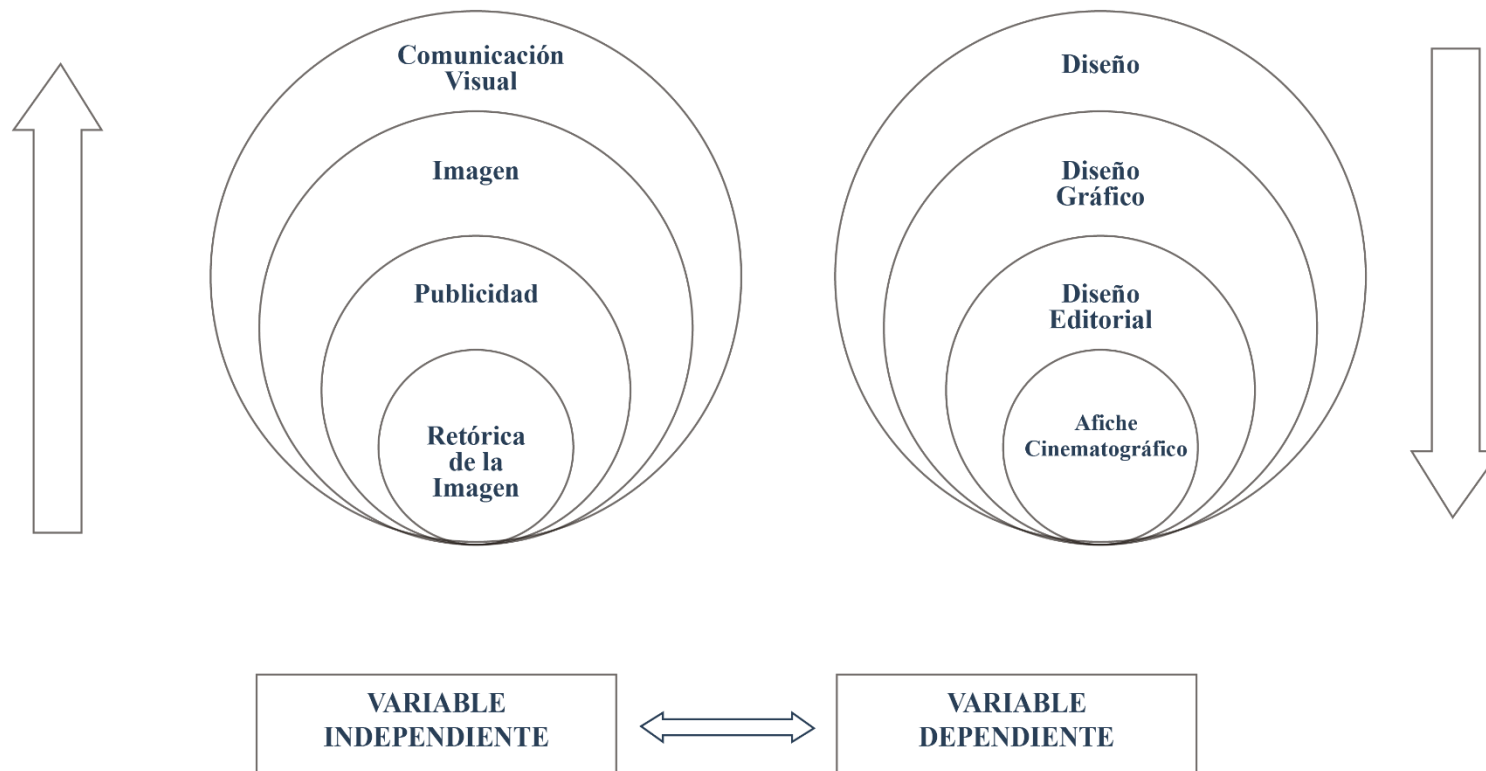 Comunicación
Visual
Imagen
Publicidad
Retórica
de la
Imagen
Diseño
Diseño
Gráfico
Diseño
Editorial
Afiche
Cinematográfico
VARIABLE
INDEPENDIENTE
VARIABLE
DEPENDIENTE